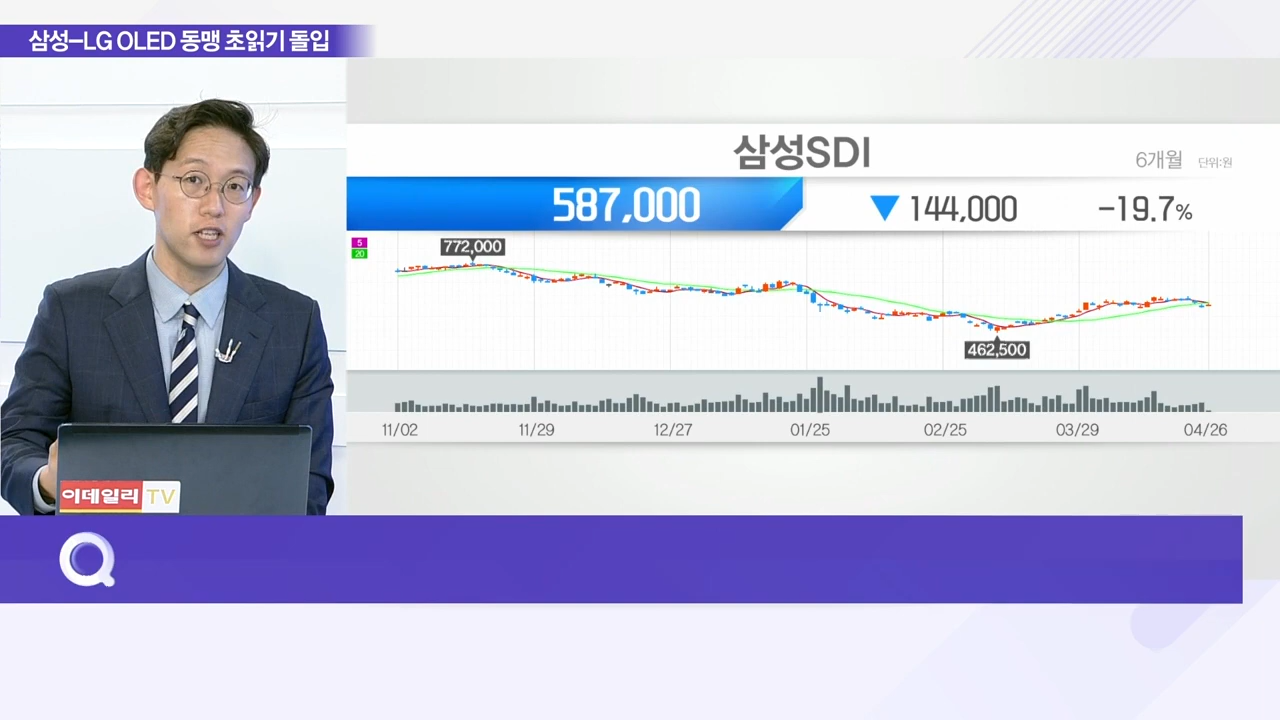 삼성-LG OLED 동맹 초읽기 돌입
삼성SDI
6개월 단위:원
587,000 ▼ 144,000 -19.7%
5
20
772,000
462,500
11/02 11/29 12/27 01/25 02/25 03/29 04/26
이데일리 TV
Q